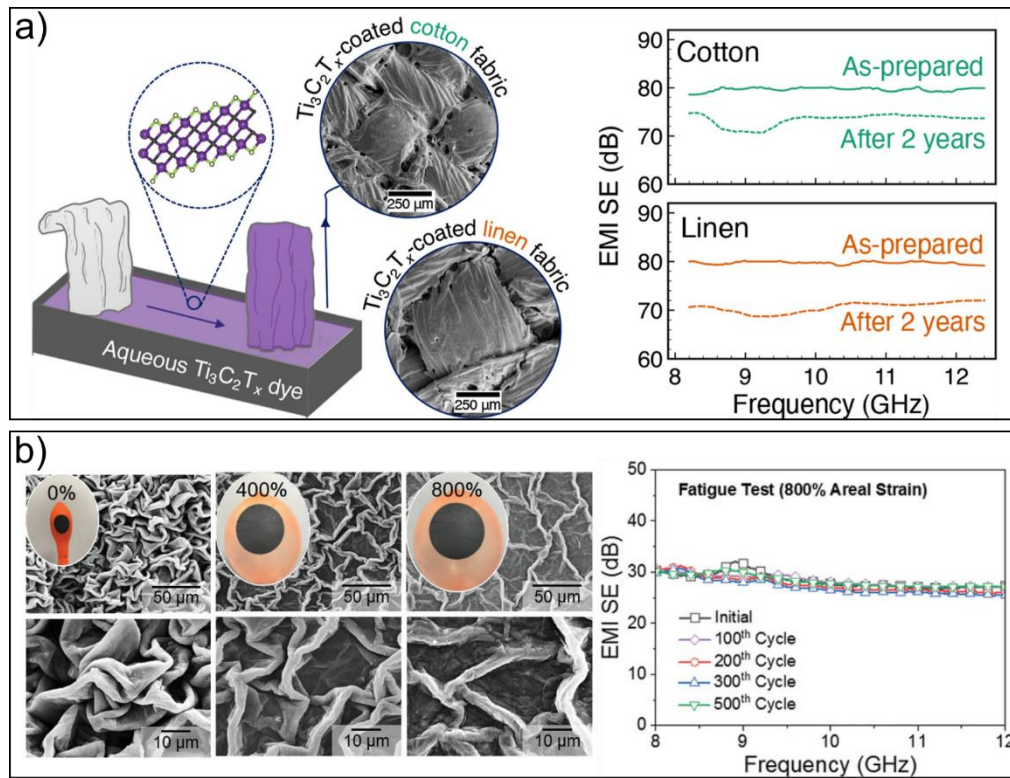 a)
Ti₃C₂Tₓ-coated cotton fabric
250 µm
Ti₃C₂Tₓ-coated linen fabric
250 µm
Aqueous Ti₃C₂Tₓ dye
EMI SE (dB)
Cotton
As-prepared
After 2 years
90
80
70
60
Linen
As-prepared
After 2 years
90
80
70
60
8 9 10 11 12
Frequency (GHz)
b)
0%
50 µm
400%
50 µm
800%
50 µm
10 µm
10 µm
10 µm
EMI SE (dB)
50
40
30
20
10
0
Fatigue Test (800% Areal Strain)
Initial
100th Cycle
200th Cycle
300th Cycle
500th Cycle
8 9 10 11 12
Frequency (GHz)